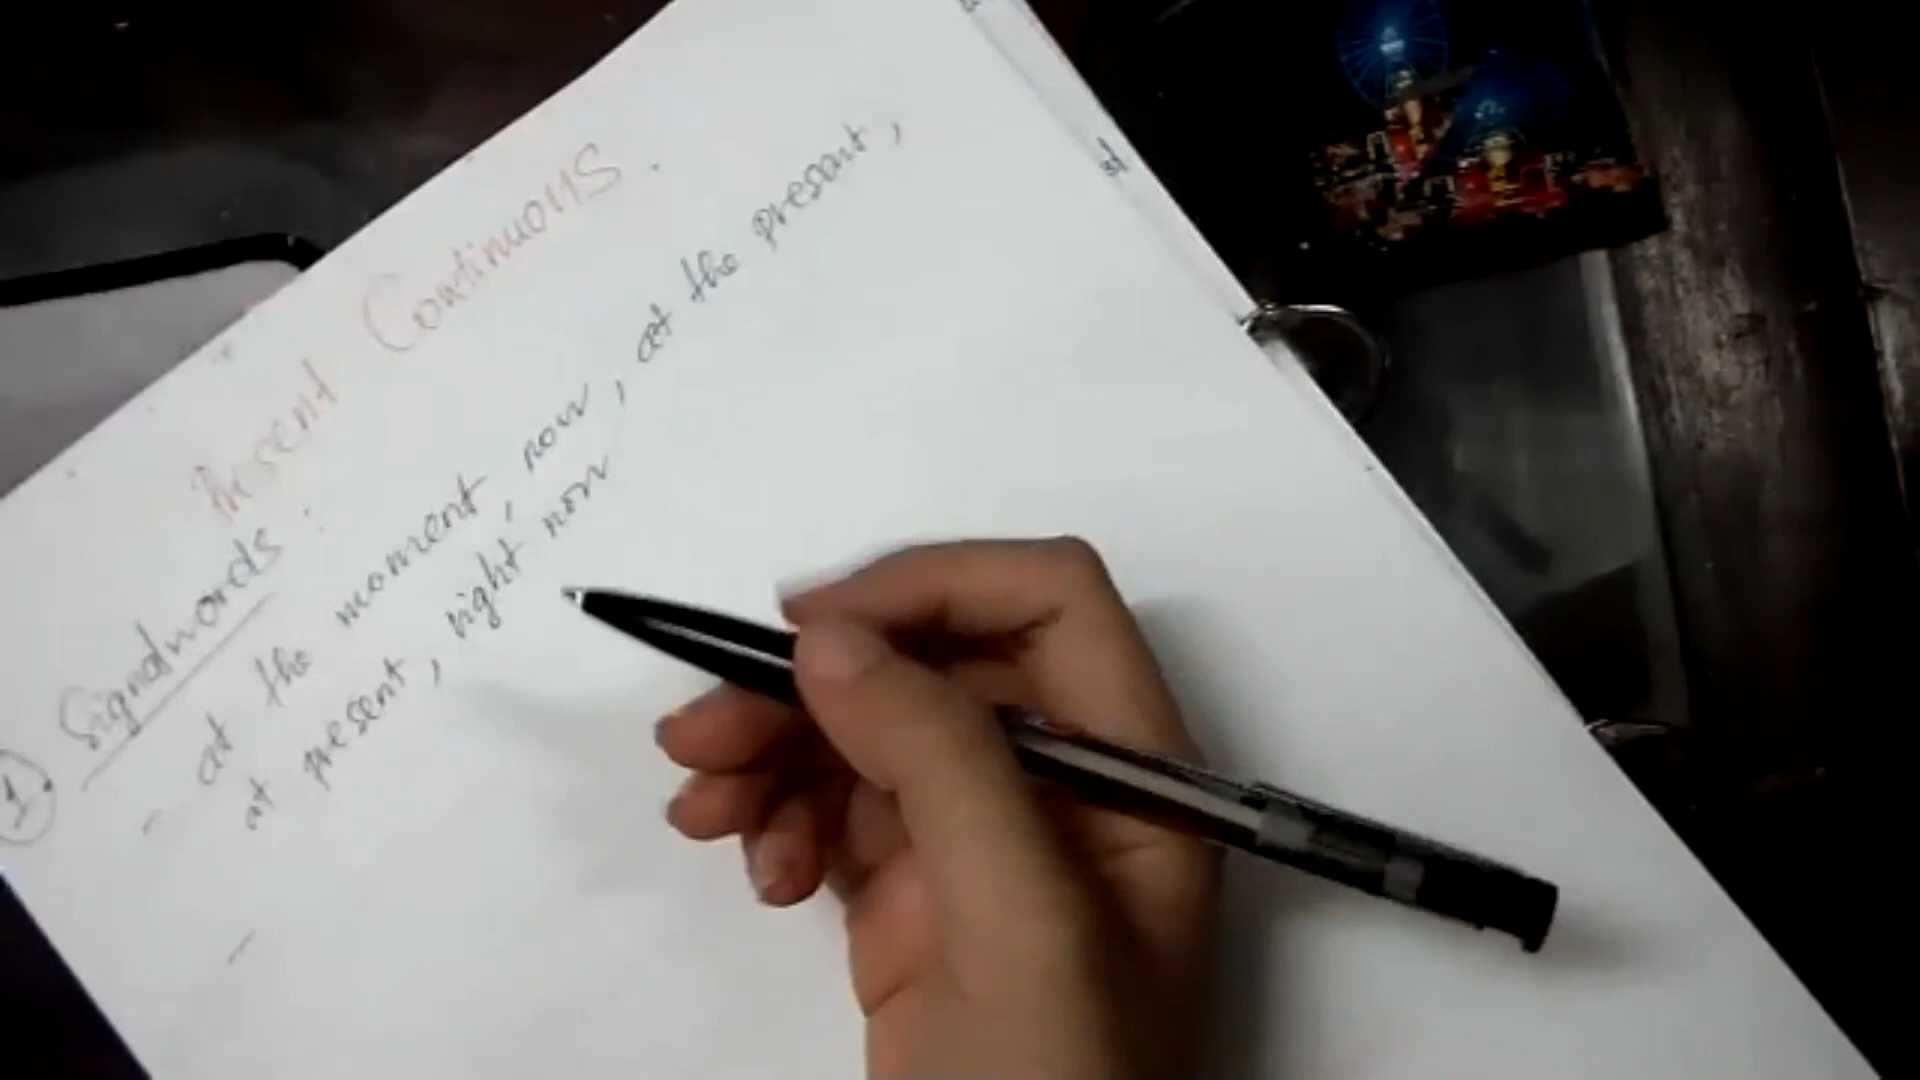 Present Continuous.
1. Signalwords:
- at the moment, now, at the present,
at present, right now
-